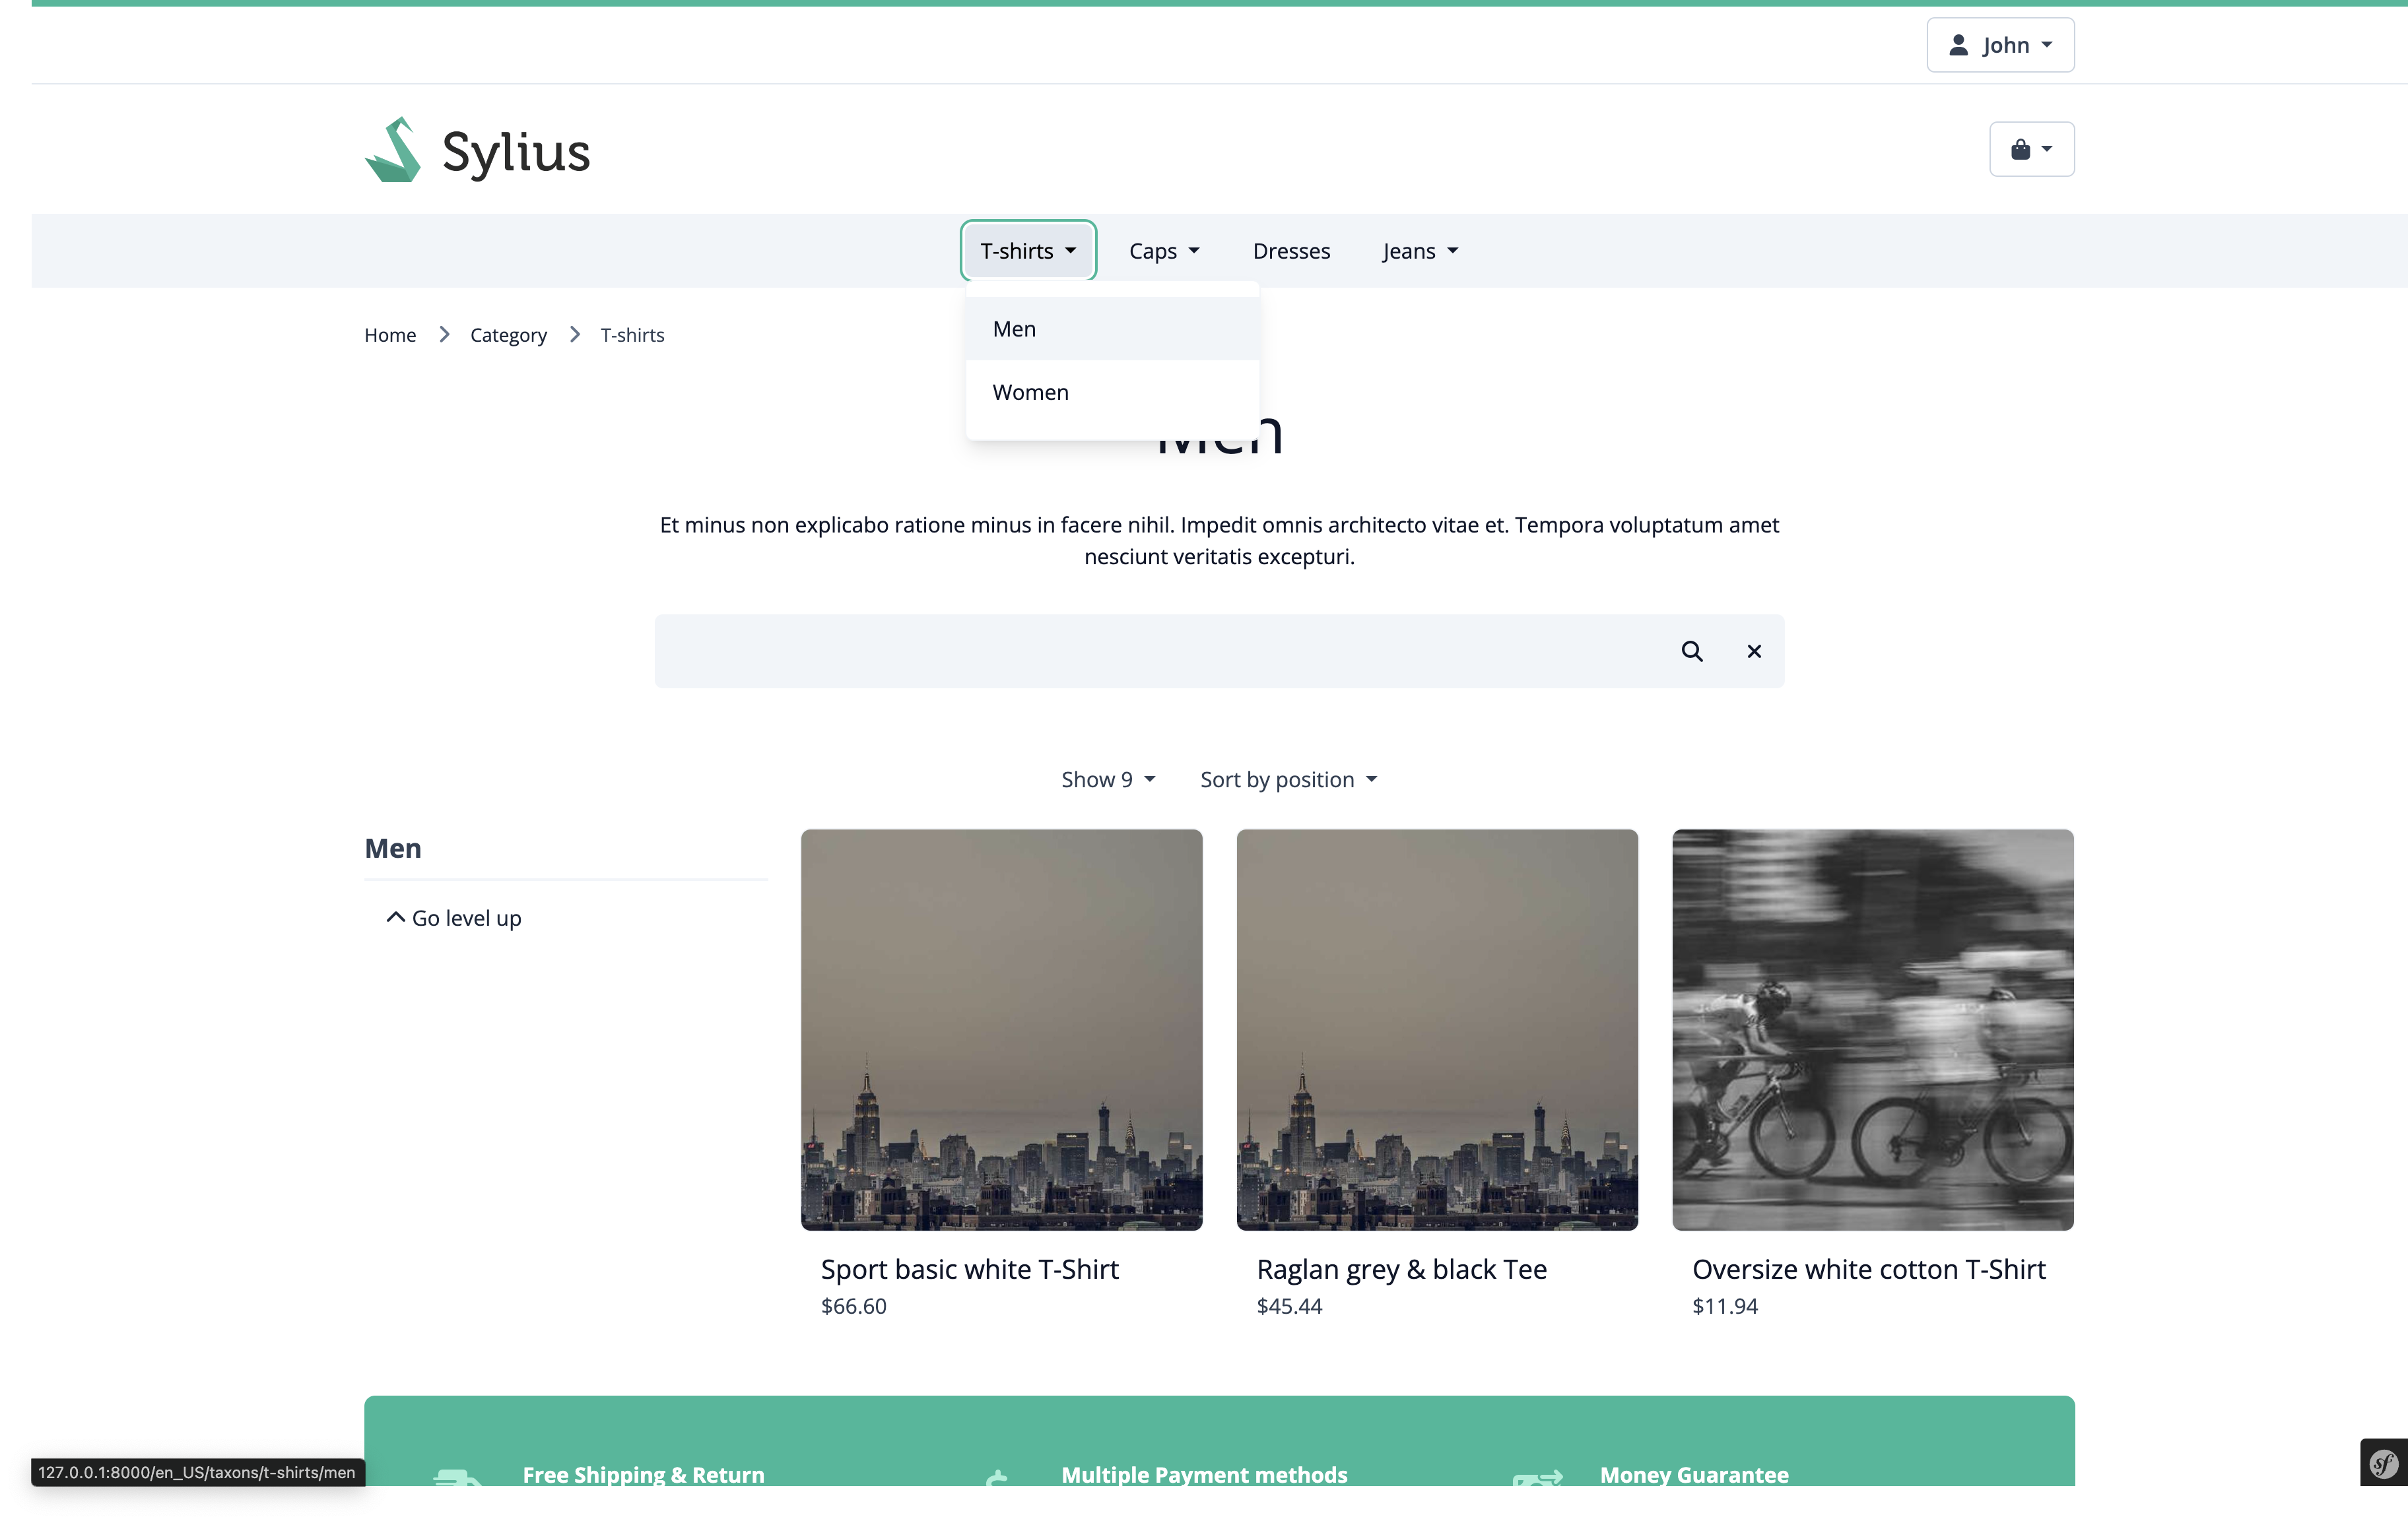 John
Sylius
T-shirts Caps Dresses Jeans
Men
Women
Home Category T-shirts
Men
Et minus non explicabo ratione minus in facere nihil. Impedit omnis architecto vitae et. Tempora voluptatum amet
nesciunt veritatis excepturi.
Show 9 Sort by position
Men
Go level up
Sport basic white T-Shirt
$66.60
Raglan grey & black Tee
$45.44
Oversize white cotton T-Shirt
$11.94
Free Shipping & Return Multiple Payment methods Money Guarantee
127.0.0.1:8000/en_US/taxons/t-shirts/men
sf